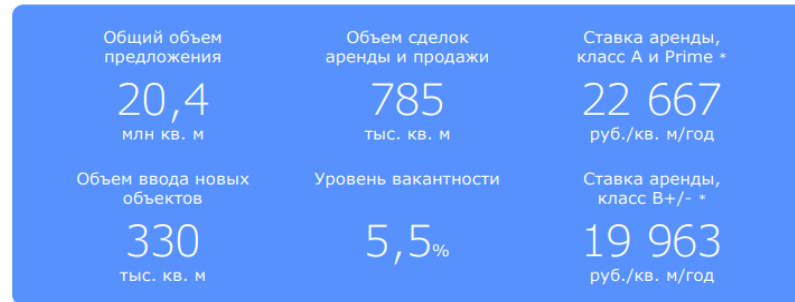 Общий объем
предложения
20,4
млн кв. м
Объем сделок
аренды и продажи
785
тыс. кв. м
Ставка аренды,
класс А и Prime *
22 667
руб./кв. м/год
Объем ввода новых
объектов
330
тыс. кв. м
Уровень вакантности
5,5%
Ставка аренды,
класс В+/- *
19 963
руб./кв. м/год